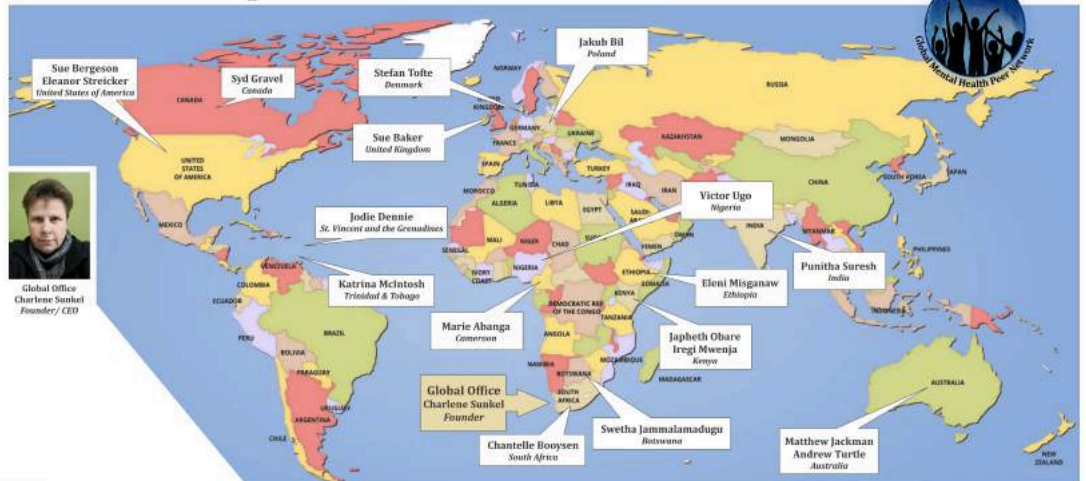 Global Mental Health Peer Network
Sue Bergeson
Eleanor Streicker
United States of America
Syd Gravel
Canada
Stefan Tofte
Denmark
Jakub Bil
Poland
Sue Baker
United Kingdom
Victor Ugo
Nigeria
Jodie Dennie
St. Vincent and the Grenadines
Katrina McIntosh
Trinidad & Tobago
Marie Abanga
Cameroon
Eleni Misganaw
Ethiopia
Punitha Suresh
India
Japheth Obare
Iregi Mwenja
Kenya
Global Office
Charlene Sunkel
Founder
Swetha Jammalamadugu
Botswana
Chantelle Booysen
South Africa
Matthew Jackman
Andrew Turtle
Australia
Global Office
Charlene Sunkel
Founder/ CEO
CANADA
UNITED
STATES
OF AMERICA
MEXICO
VENEZUELA
COLOMBIA
ECUADOR
PERU
BRAZIL
BOLIVIA
PARAGUAY
URUGUAY
ARGENTINA
CHILE
NORWAY
KINGDOM
GERMANY
UKRAINE
FRANCE
SPAIN
TURKEY
RUSSIA
KAZAKHSTAN
MONGOLIA
CHINA
SOUTH KOREA
JAPAN
MOROCCO
TUNISIA
ALGERIA
LIBYA
EGYPT
IRAQ
IRAN
YEMEN
OMAN
INDIA
MYANMAR
PHILIPPINES
INDONESIA
SENEGAL
MALI
NIGER
CHAD
IVORY
COAST
NIGERIA
ETHIOPIA
SOMALIA
KENYA
DEMOCRATIC REP
OF THE CONGO
TANZANIA
ANGOLA
NAMIBIA
BOTSWANA
MOZAMBIQUE
MADAGASCAR
SOUTH
AFRICA
AUSTRALIA
NEW
ZEALAND